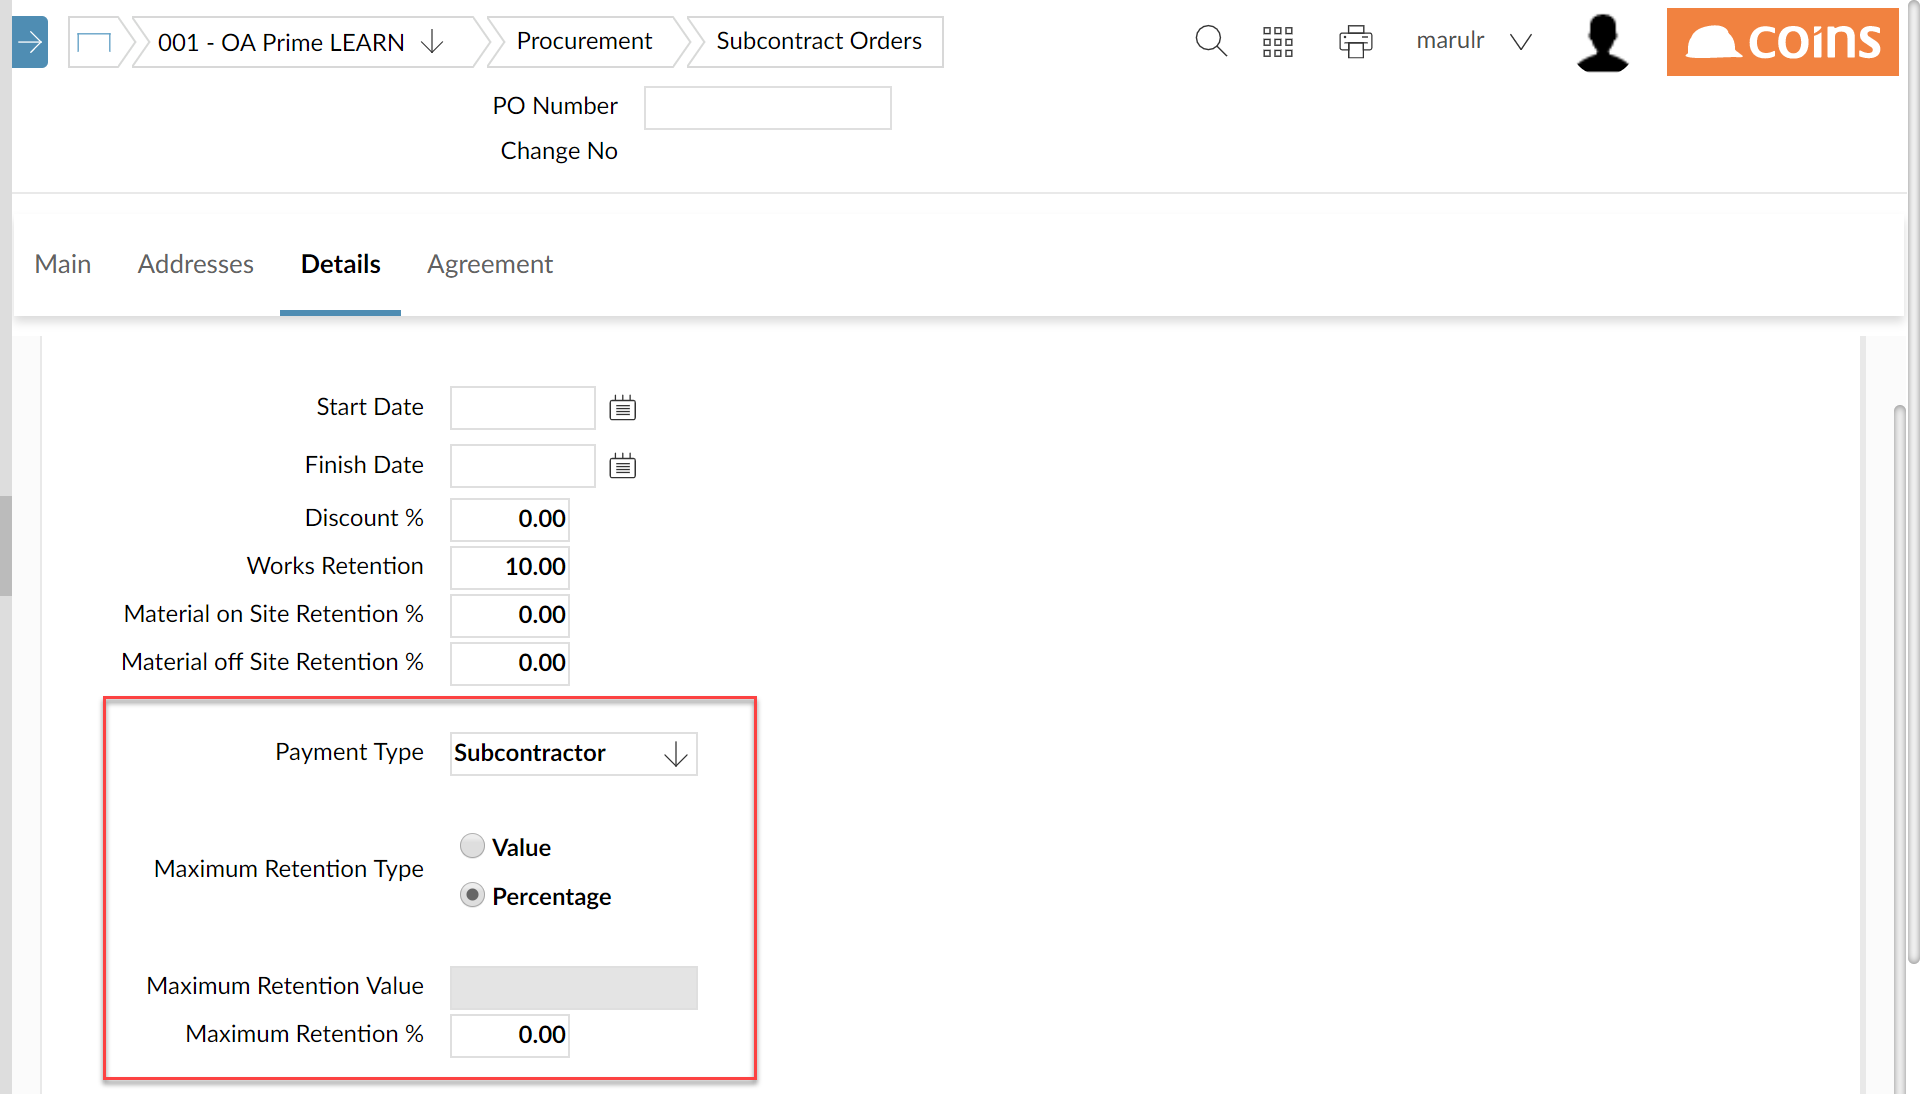 001 - OA Prime LEARN
Procurement
Subcontract Orders
marulr
coins
PO Number
Change No
Main
Addresses
Details
Agreement
Start Date
Finish Date
Discount % 0.00
Works Retention 10.00
Material on Site Retention % 0.00
Material off Site Retention % 0.00
Payment Type Subcontractor
Maximum Retention Type
Value
Percentage
Maximum Retention Value
Maximum Retention % 0.00